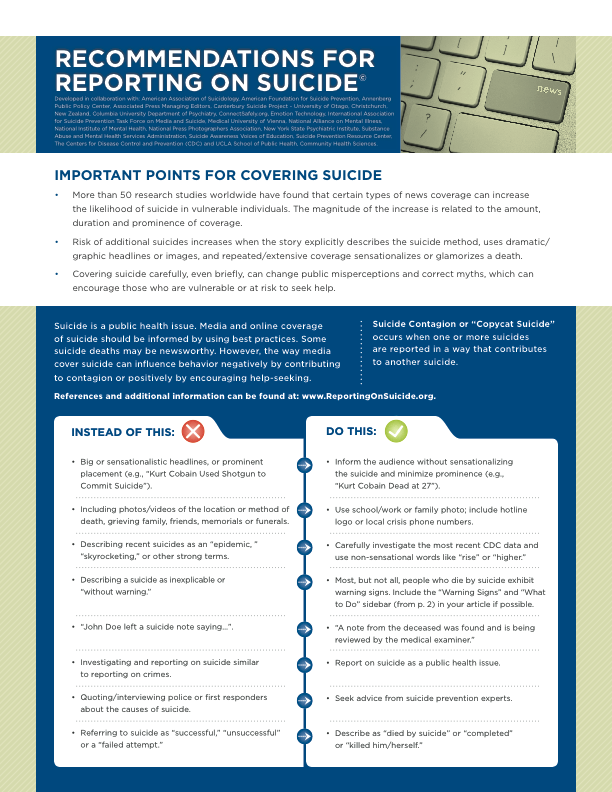 RECOMMENDATIONS FOR
REPORTING ON SUICIDE©
Developed in collaboration with: American Association of Suicidology, American Foundation for Suicide Prevention, Annenberg
Public Policy Center, Associated Press Managing Editors, Canterbury Suicide Project - University of Otago, Christchurch,
New Zealand, Columbia University Department of Psychiatry, ConnectSafely.org, Emotion Technology, International Association
for Suicide Prevention Task Force on Media and Suicide, Medical University of Vienna, National Alliance on Mental Illness,
National Institute of Mental Health, National Press Photographers Association, New York State Psychiatric Institute, Substance
Abuse and Mental Health Services Administration, Suicide Awareness Voices of Education, Suicide Prevention Resource Center,
The Centers for Disease Control and Prevention (CDC) and UCLA School of Public Health, Community Health Sciences.
news
IMPORTANT POINTS FOR COVERING SUICIDE
• More than 50 research studies worldwide have found that certain types of news coverage can increase
the likelihood of suicide in vulnerable individuals. The magnitude of the increase is related to the amount,
duration and prominence of coverage.
• Risk of additional suicides increases when the story explicitly describes the suicide method, uses dramatic/
graphic headlines or images, and repeated/extensive coverage sensationalizes or glamorizes a death.
• Covering suicide carefully, even briefly, can change public misperceptions and correct myths, which can
encourage those who are vulnerable or at risk to seek help.
Suicide is a public health issue. Media and online coverage
of suicide should be informed by using best practices. Some
suicide deaths may be newsworthy. However, the way media
cover suicide can influence behavior negatively by contributing
to contagion or positively by encouraging help-seeking.
Suicide Contagion or “Copycat Suicide”
occurs when one or more suicides
are reported in a way that contributes
to another suicide.
References and additional information can be found at: www.ReportingOnSuicide.org.
INSTEAD OF THIS:
• Big or sensationalistic headlines, or prominent
placement (e.g., “Kurt Cobain Used Shotgun to
Commit Suicide”).
• Including photos/videos of the location or method of
death, grieving family, friends, memorials or funerals.
• Describing recent suicides as an “epidemic, ”
“skyrocketing,” or other strong terms.
• Describing a suicide as inexplicable or
“without warning.”
• “John Doe left a suicide note saying...”.
• Investigating and reporting on suicide similar
to reporting on crimes.
• Quoting/interviewing police or first responders
about the causes of suicide.
• Referring to suicide as “successful,” “unsuccessful”
or a “failed attempt.”
DO THIS:
• Inform the audience without sensationalizing
the suicide and minimize prominence (e.g.,
“Kurt Cobain Dead at 27”).
• Use school/work or family photo; include hotline
logo or local crisis phone numbers.
• Carefully investigate the most recent CDC data and
use non-sensational words like “rise” or “higher.”
• Most, but not all, people who die by suicide exhibit
warning signs. Include the “Warning Signs” and “What
to Do” sidebar (from p. 2) in your article if possible.
• “A note from the deceased was found and is being
reviewed by the medical examiner.”
• Report on suicide as a public health issue.
• Seek advice from suicide prevention experts.
• Describe as “died by suicide” or “completed”
or “killed him/herself.”